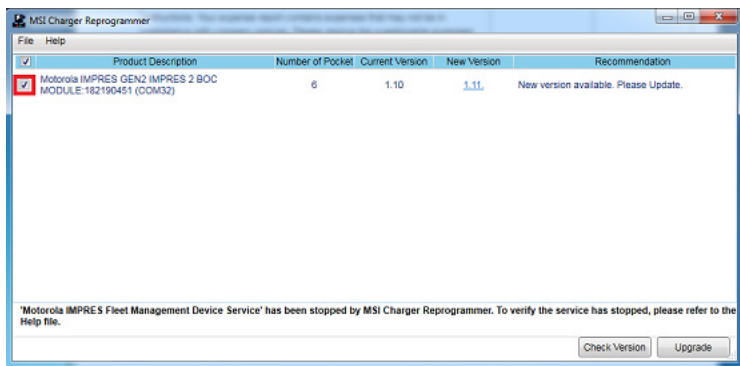 MSI Charger Reprogrammer
File Help
Product Description Number of Pocket Current Version New Version Recommendation
Motorola IMPRES GEN2 IMPRES 2 BOC
MODULE:182190451 (COM32) 6 1.10 1.11. New version available. Please Update.
'Motorola IMPRES Fleet Management Device Service' has been stopped by MSI Charger Reprogrammer. To verify the service has stopped, please refer to the
Help file.
Check Version Upgrade